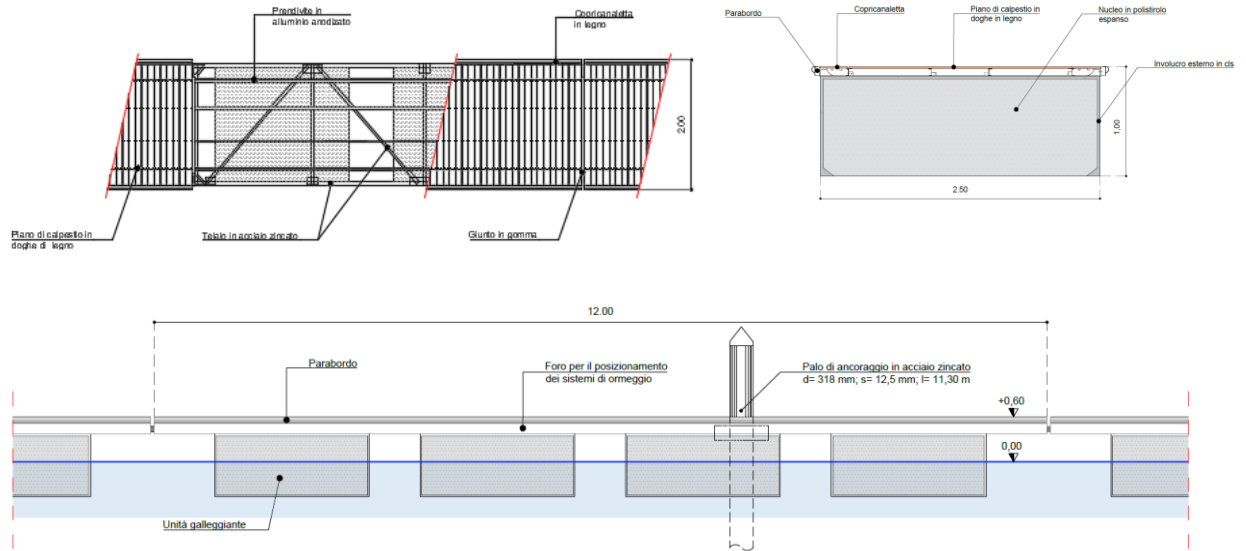 Prendivite in
alluminio anodizato
Copricanaletta
in legno
2.00
Piano di calpestio in
doghe di legno
Telaio in acciaio zincato
Giunto in gomma
Parabordo
Copricanaletta
Piano di calpestio in
doghe in legno
Nucleo in polistirolo
espanso
Involucro esterno in cls
1.00
2.50
12.00
Parabordo
Foro per il posizionamento
dei sistemi di ormeggio
Palo di ancoraggio in acciaio zincato
d= 318 mm; s= 12,5 mm; l= 11,30 m
+0,60
0,00
Unità galleggiante